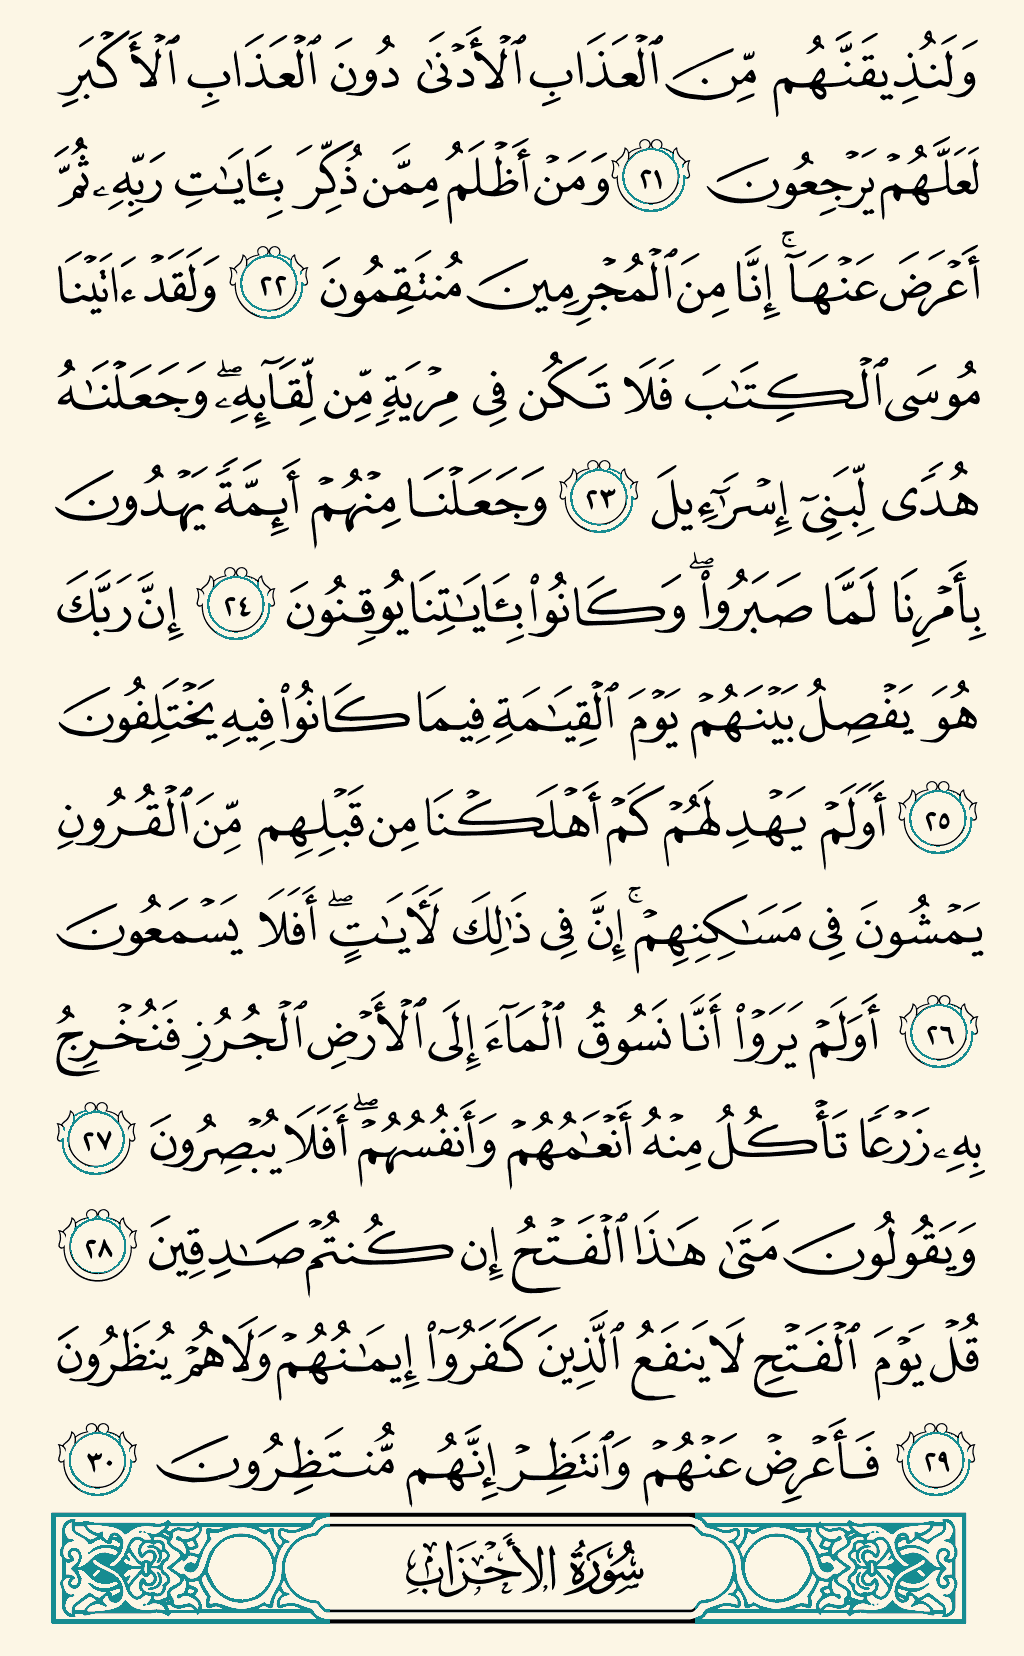 وَلَنُذِيقَنَّهُم مِّنَ ٱلْعَذَابِ ٱلْأَدْنَىٰ دُونَ ٱلْعَذَابِ ٱلْأَكْبَرِ
لَعَلَّهُمْ يَرْجِعُونَ ٢١ وَمَنْ أَظْلَمُ مِمَّن ذُكِّرَ بِـَٔايَـٰتِ رَبِّهِۦ ثُمَّ
أَعْرَضَ عَنْهَآ ۚ إِنَّا مِنَ ٱلْمُجْرِمِينَ مُنتَقِمُونَ ٢٢ وَلَقَدْ ءَاتَيْنَا
مُوسَى ٱلْكِتَـٰبَ فَلَا تَكُن فِى مِرْيَةٍ مِّن لِّقَآئِهِۦ ۖ وَجَعَلْنَـٰهُ
هُدًى لِّبَنِىٓ إِسْرَٰٓءِيلَ ٢٣ وَجَعَلْنَا مِنْهُمْ أَئِمَّةً يَهْدُونَ
بِأَمْرِنَا لَمَّا صَبَرُوا۟ ۖ وَكَانُوا۟ بِـَٔايَـٰتِنَا يُوقِنُونَ ٢٤ إِنَّ رَبَّكَ
هُوَ يَفْصِلُ بَيْنَهُمْ يَوْمَ ٱلْقِيَـٰمَةِ فِيمَا كَانُوا۟ فِيهِ يَخْتَلِفُونَ
٢٥ أَوَلَمْ يَهْدِ لَهُمْ كَمْ أَهْلَكْنَا مِن قَبْلِهِم مِّنَ ٱلْقُرُونِ
يَمْشُونَ فِى مَسَـٰكِنِهِمْ ۚ إِنَّ فِى ذَٰلِكَ لَـَٔايَـٰتٍ ۖ أَفَلَا يَسْمَعُونَ
٢٦ أَوَلَمْ يَرَوْا۟ أَنَّا نَسُوقُ ٱلْمَآءَ إِلَى ٱلْأَرْضِ ٱلْجُرُزِ فَنُخْرِجُ
بِهِۦ زَرْعًا تَأْكُلُ مِنْهُ أَنْعَـٰمُهُمْ وَأَنفُسُهُمْ ۖ أَفَلَا يُبْصِرُونَ ٢٧
وَيَقُولُونَ مَتَىٰ هَـٰذَا ٱلْفَتْحُ إِن كُنتُمْ صَـٰدِقِينَ ٢٨
قُلْ يَوْمَ ٱلْفَتْحِ لَا يَنفَعُ ٱلَّذِينَ كَفَرُوٓا۟ إِيمَـٰنُهُمْ وَلَا هُمْ يُنظَرُونَ
٢٩ فَأَعْرِضْ عَنْهُمْ وَٱنتَظِرْ إِنَّهُم مُّنتَظِرُونَ ٣٠
سُورَةُ الأَحْزَابِ